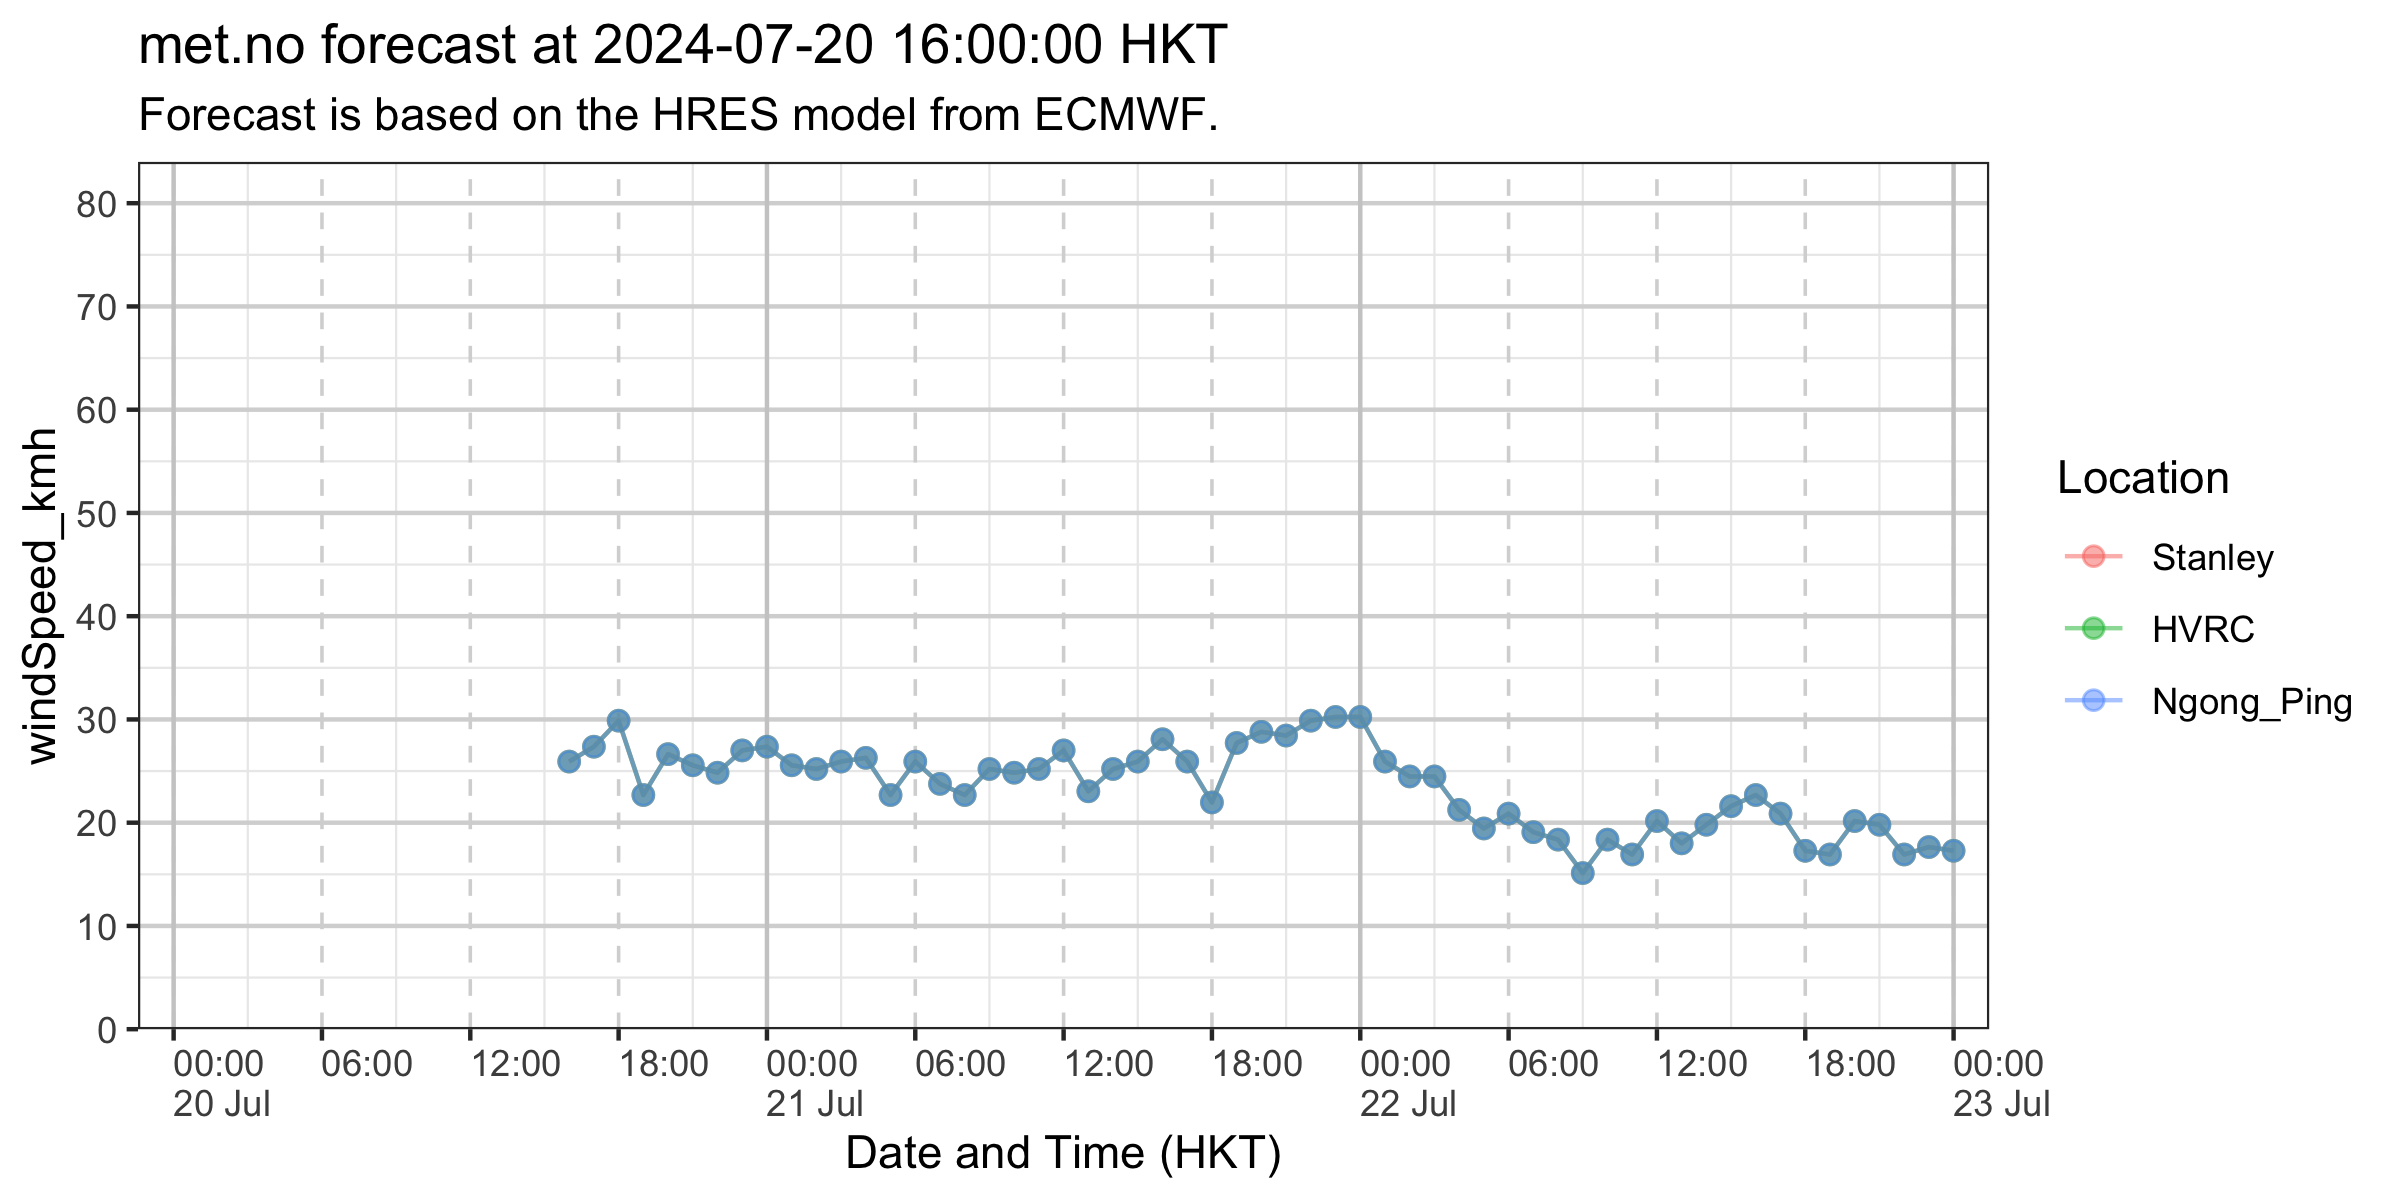 met.no forecast at 2024-07-20 16:00:00 HKT
Forecast is based on the HRES model from ECMWF.
windSpeed_kmh
80
70
60
50
40
30
20
10
0
00:00 06:00 12:00 18:00 00:00 06:00 12:00 18:00 00:00 06:00 12:00 18:00 00:00
20 Jul 21 Jul 22 Jul 23 Jul
Date and Time (HKT)
Location
Stanley
HVRC
Ngong_Ping